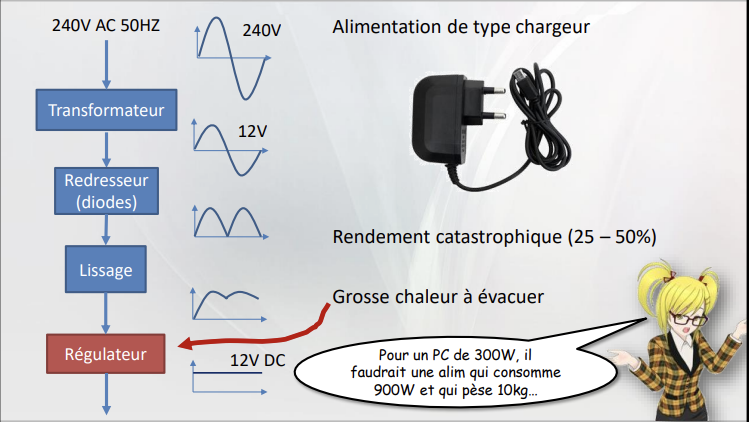 240V AC 50HZ
240V
Alimentation de type chargeur
Transformateur
12V
Redresseur
(diodes)
Rendement catastrophique (25 – 50%)
Lissage
Grosse chaleur à évacuer
Régulateur
12V DC
Pour un PC de 300W, il
faudrait une alim qui consomme
900W et qui pèse 10kg…